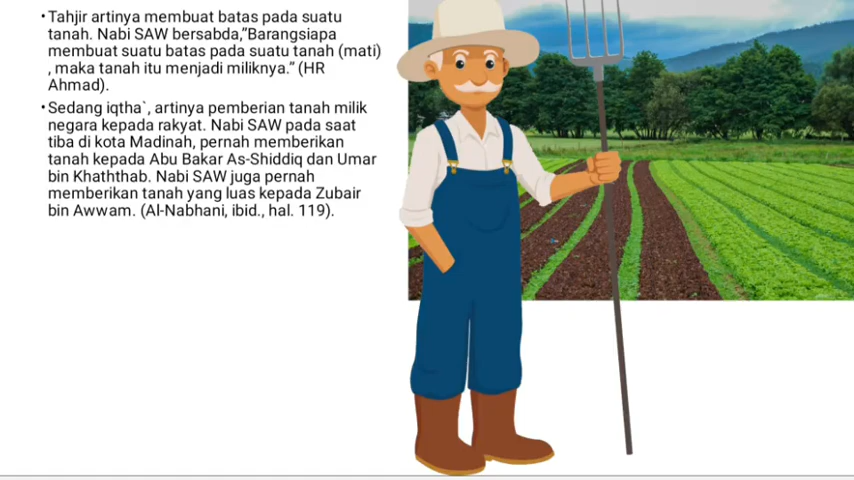 •Tahjir artinya membuat batas pada suatu
tanah. Nabi SAW bersabda,”Barangsiapa
membuat suatu batas pada suatu tanah (mati)
, maka tanah itu menjadi miliknya.” (HR
Ahmad).
•Sedang iqtha`, artinya pemberian tanah milik
negara kepada rakyat. Nabi SAW pada saat
tiba di kota Madinah, pernah memberikan
tanah kepada Abu Bakar As-Shiddiq dan Umar
bin Khaththab. Nabi SAW juga pernah
memberikan tanah yang luas kepada Zubair
bin Awwam. (Al-Nabhani, ibid., hal. 119).